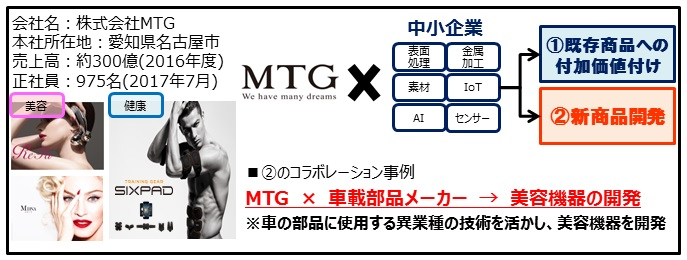 会社名：株式会社MTG
本社所在地：愛知県名古屋市
売上高：約300億(2016年度)
正社員：975名(2017年7月)
美容
健康
ReFa
MDNA
TRAINING GEAR
SIXPAD
MTG
We have many dreams
×
中小企業
表面処理
金属加工
素材
IoT
AI
センサー
①既存商品への
付加価値付け
②新商品開発
■②のコラボレーション事例
MTG × 車載部品メーカー → 美容機器の開発
※車の部品に使用する異業種の技術を活かし、美容機器を開発